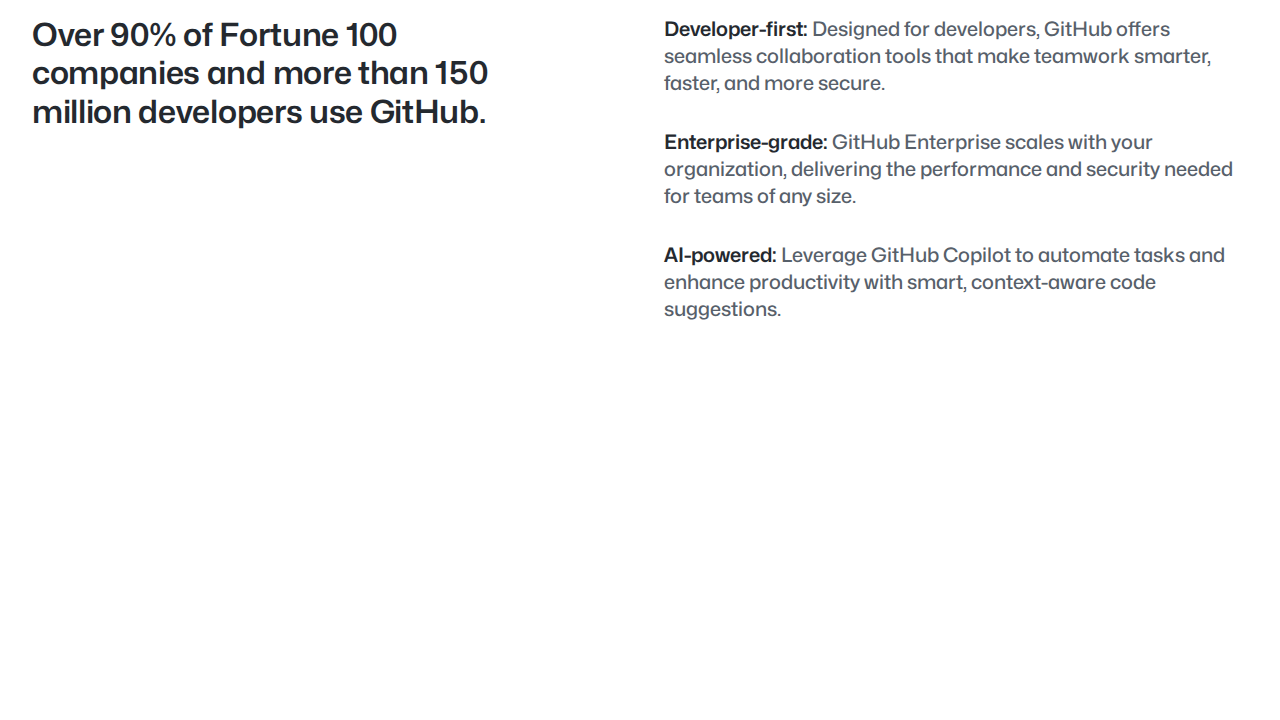 Over 90% of Fortune 100
companies and more than 150
million developers use GitHub.
Developer-first: Designed for developers, GitHub offers
seamless collaboration tools that make teamwork smarter,
faster, and more secure.
Enterprise-grade: GitHub Enterprise scales with your
organization, delivering the performance and security needed
for teams of any size.
AI-powered: Leverage GitHub Copilot to automate tasks and
enhance productivity with smart, context-aware code
suggestions.